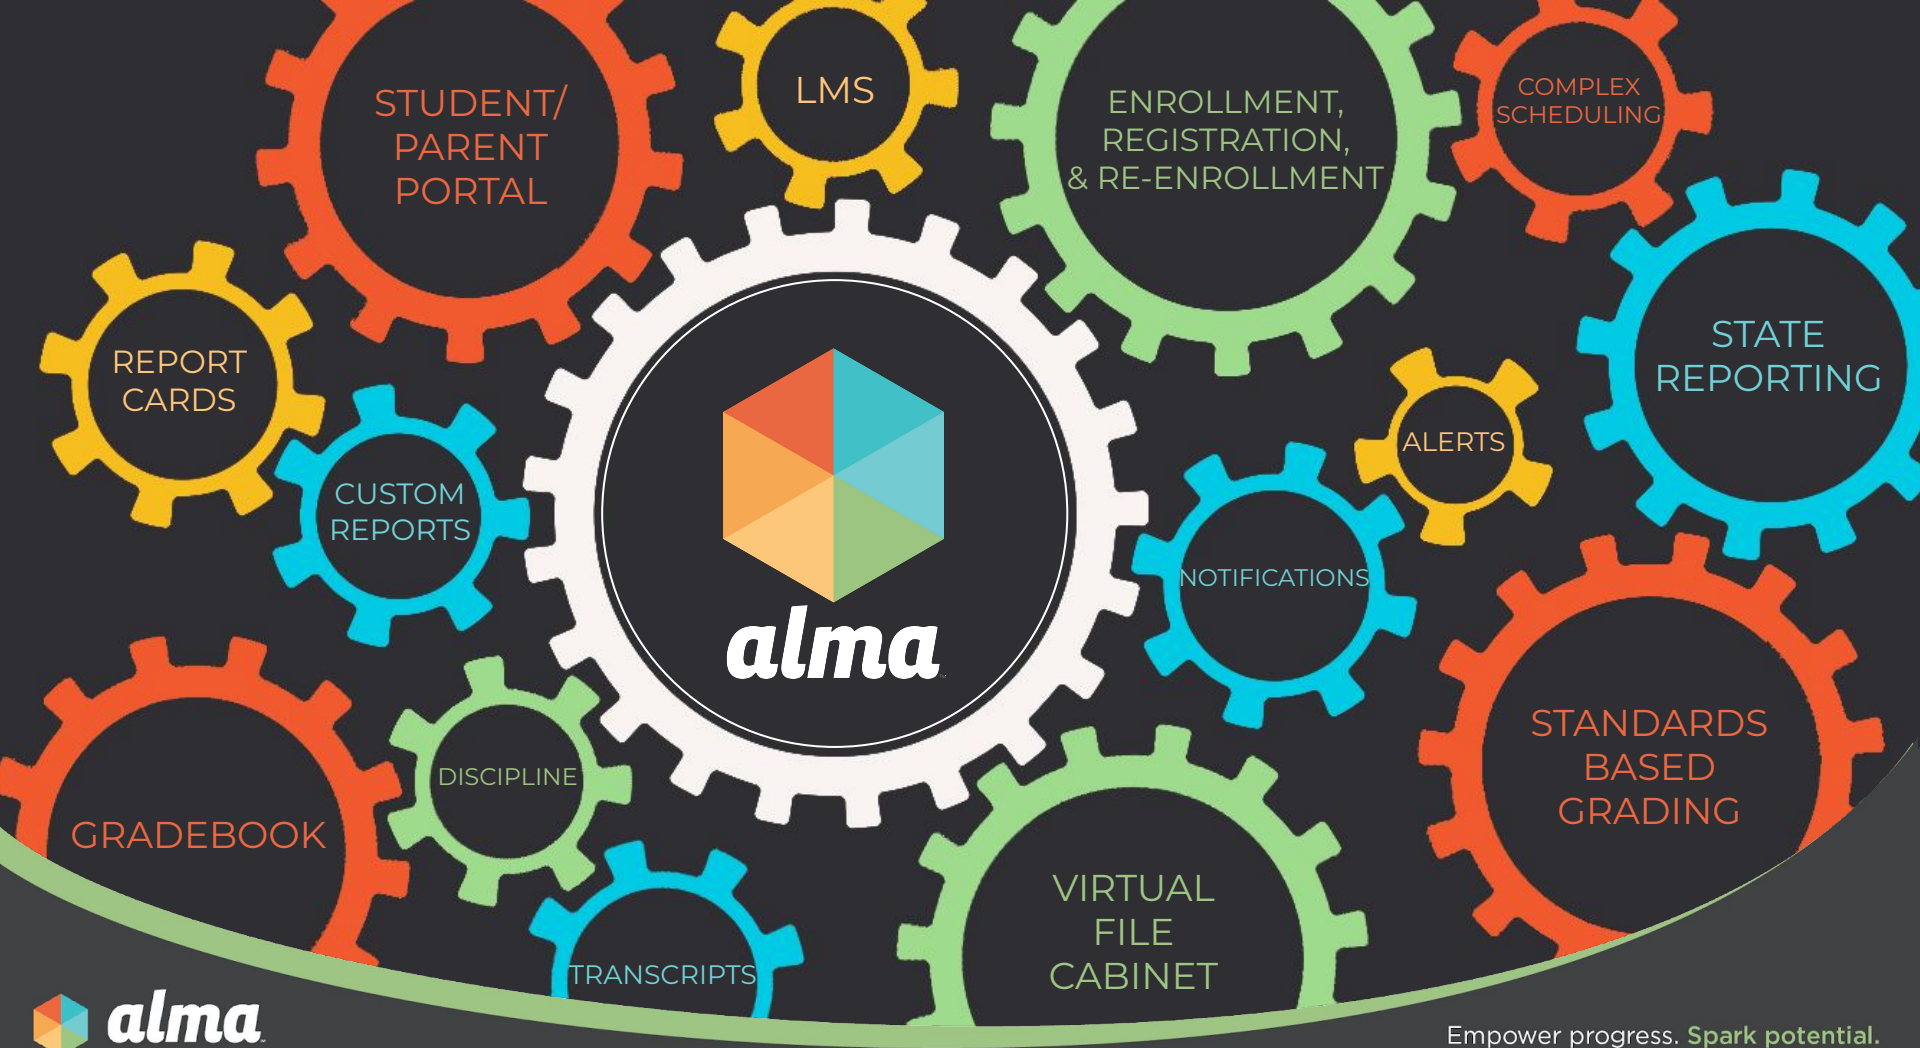 STUDENT/
PARENT
PORTAL
LMS
ENROLLMENT,
REGISTRATION,
& RE-ENROLLMENT
COMPLEX
SCHEDULING
REPORT
CARDS
STATE
REPORTING
ALERTS
CUSTOM
REPORTS
NOTIFICATIONS
alma
STANDARDS
BASED
GRADING
DISCIPLINE
GRADEBOOK
VIRTUAL
FILE
CABINET
TRANSCRIPTS
alma
Empower progress. Spark potential.